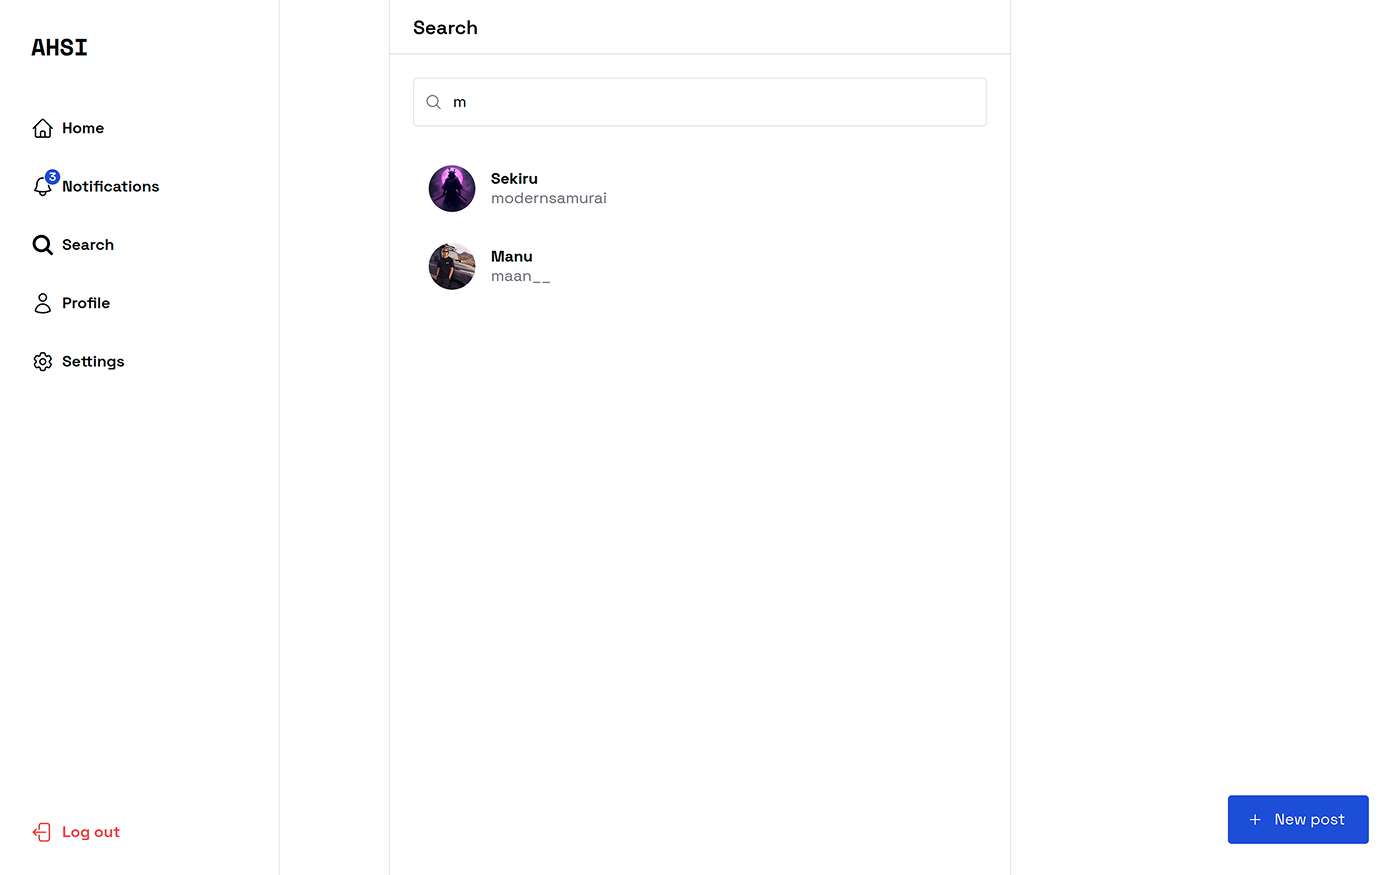 AHSI
Home
3
Notifications
Search
Profile
Settings
Log out
Search
m
Sekiru
modernsamurai
Manu
maan__
+ New post